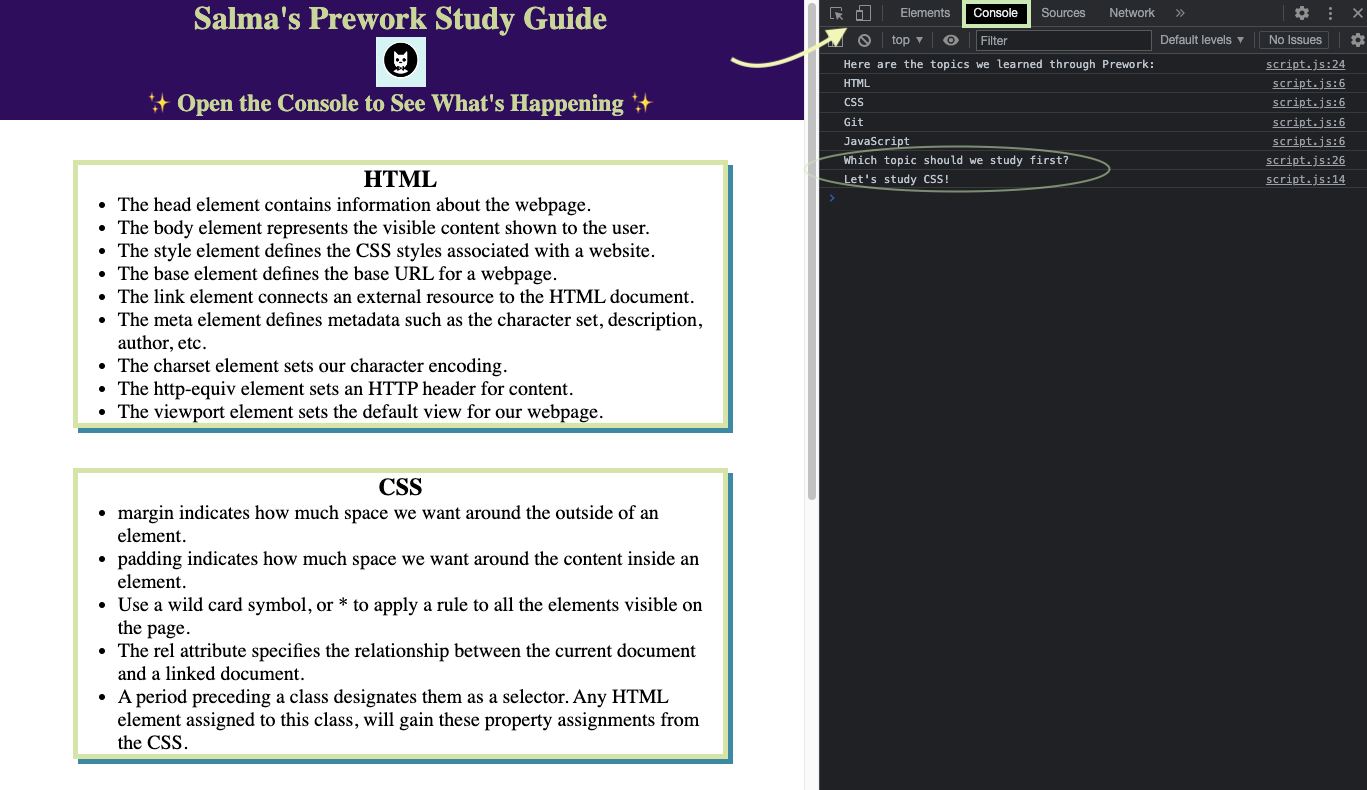 Salma's Prework Study Guide
✨ Open the Console to See What's Happening ✨
HTML
• The head element contains information about the webpage.
• The body element represents the visible content shown to the user.
• The style element defines the CSS styles associated with a website.
• The base element defines the base URL for a webpage.
• The link element connects an external resource to the HTML document.
• The meta element defines metadata such as the character set, description,
author, etc.
• The charset element sets our character encoding.
• The http-equiv element sets an HTTP header for content.
• The viewport element sets the default view for our webpage.
CSS
• margin indicates how much space we want around the outside of an
element.
• padding indicates how much space we want around the content inside an
element.
• Use a wild card symbol, or * to apply a rule to all the elements visible on
the page.
• The rel attribute specifies the relationship between the current document
and a linked document.
• A period preceding a class designates them as a selector. Any HTML
element assigned to this class, will gain these property assignments from
the CSS.
Elements Console Sources Network »
top ▼ Filter Default levels ▼ No Issues
Here are the topics we learned through Prework: script.js:24
HTML script.js:6
CSS script.js:6
Git script.js:6
JavaScript script.js:6
Which topic should we study first? script.js:26
Let's study CSS! script.js:14